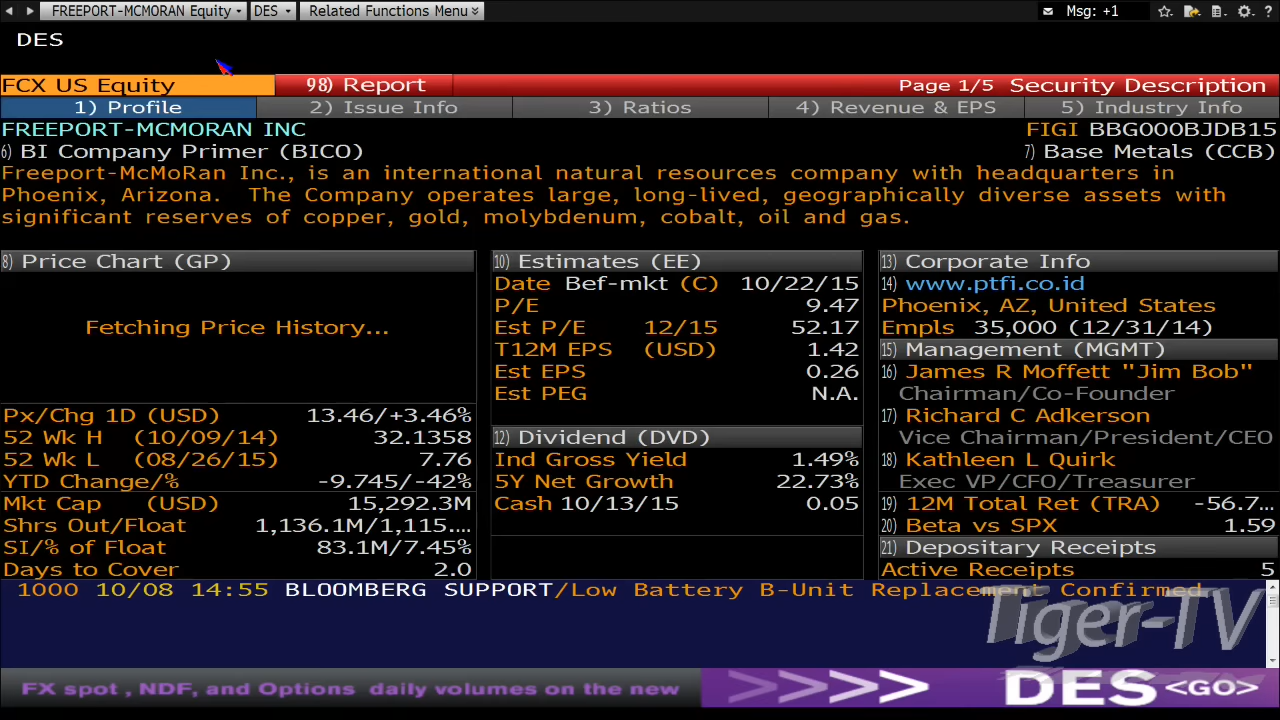 FREEPORT-MCMORAN Equity DES Related Functions Menu Msg: +1 ?
DES
FCX US Equity 98) Report Page 1/5 Security Description
1) Profile 2) Issue Info 3) Ratios 4) Revenue & EPS 5) Industry Info
FREEPORT-MCMORAN INC FIGI BBG000BJDB15
6) BI Company Primer (BICO) 7) Base Metals (CCB)
Freeport-McMoRan Inc., is an international natural resources company with headquarters in
Phoenix, Arizona. The Company operates large, long-lived, geographically diverse assets with
significant reserves of copper, gold, molybdenum, cobalt, oil and gas.
8) Price Chart (GP)
Fetching Price History...
Px/Chg 1D (USD) 13.46/+3.46%
52 Wk H (10/09/14) 32.1358
52 Wk L (08/26/15) 7.76
YTD Change/% -9.745/-42%
Mkt Cap (USD) 15,292.3M
Shrs Out/Float 1,136.1M/1,115....
SI/% of Float 83.1M/7.45%
Days to Cover 2.0
10) Estimates (EE)
Date Bef-mkt (C) 10/22/15
P/E 9.47
Est P/E 12/15 52.17
T12M EPS (USD) 1.42
Est EPS 0.26
Est PEG N.A.
12) Dividend (DVD)
Ind Gross Yield 1.49%
5Y Net Growth 22.73%
Cash 10/13/15 0.05
13) Corporate Info
14) www.ptfi.co.id
Phoenix, AZ, United States
Empls 35,000 (12/31/14)
15) Management (MGMT)
16) James R Moffett "Jim Bob"
Chairman/Co-Founder
17) Richard C Adkerson
Vice Chairman/President/CEO
18) Kathleen L Quirk
Exec VP/CFO/Treasurer
19) 12M Total Ret (TRA) -56.7...
20) Beta vs SPX 1.59
21) Depositary Receipts
Active Receipts 5
1000 10/08 14:55 BLOOMBERG SUPPORT/Low Battery B-Unit Replacement Confirmed
Tiger-TV
FX spot , NDF, and Options daily volumes on the new
DES <GO>